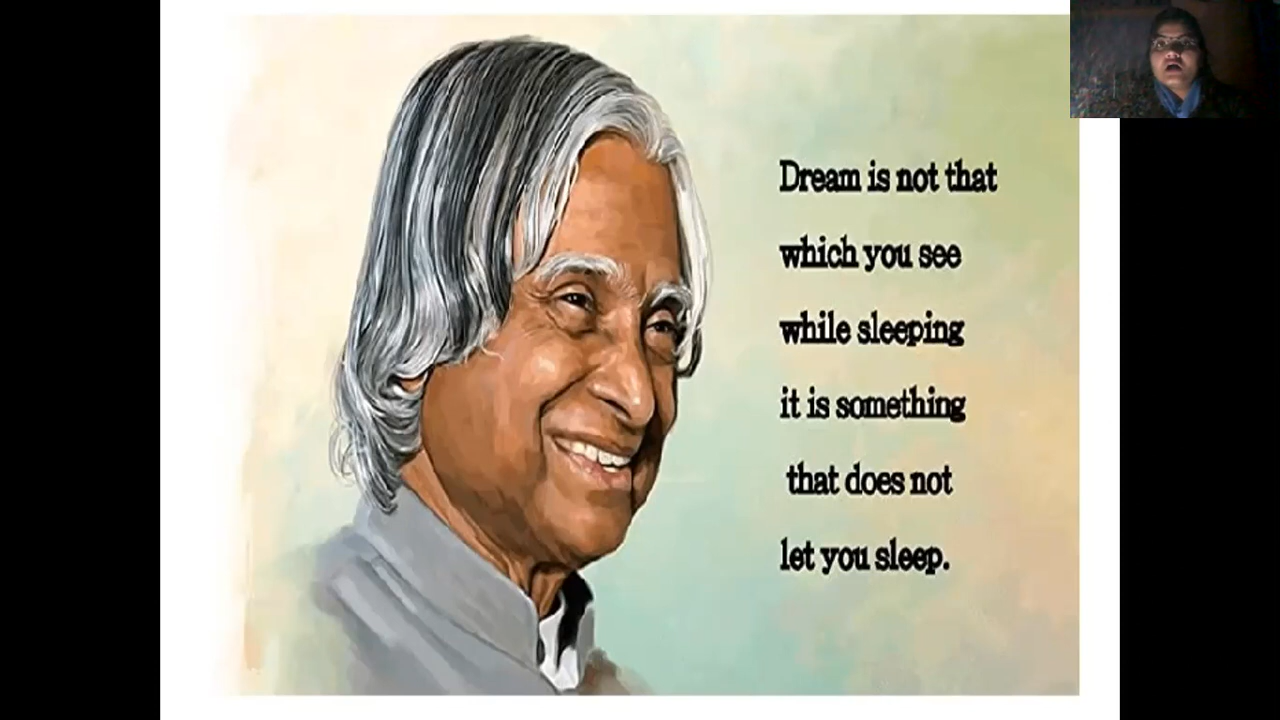 Dream is not that
which you see
while sleeping
it is something
that does not
let you sleep.